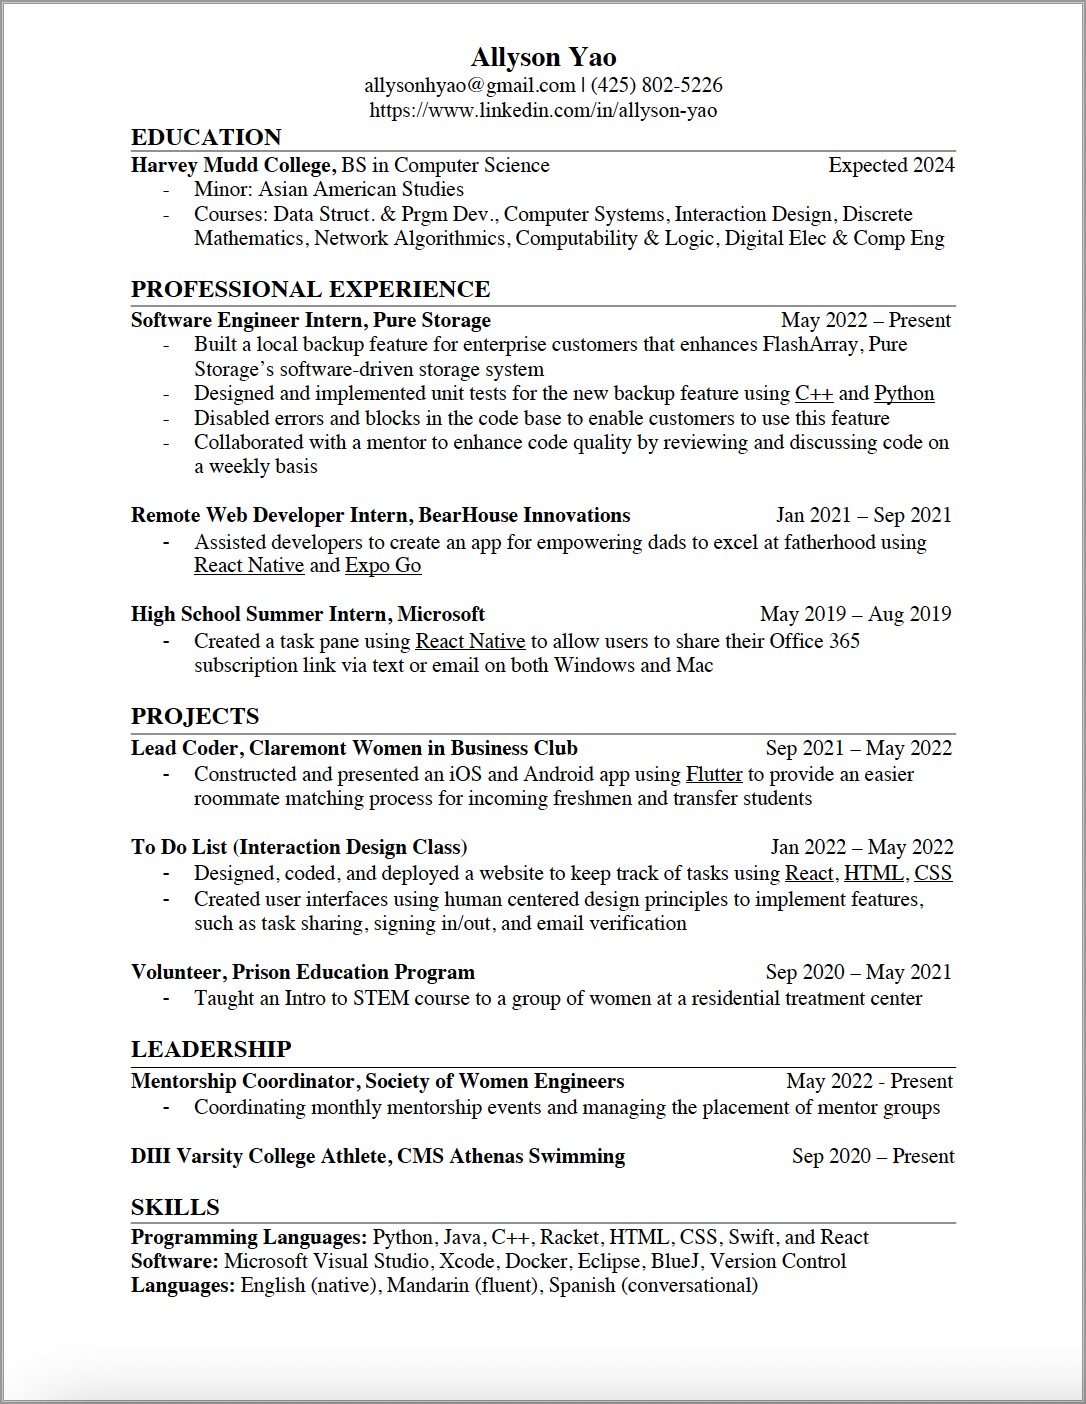 Allyson Yao
allysonhyao@gmail.com | (425) 802-5226
https://www.linkedin.com/in/allyson-yao
EDUCATION
Harvey Mudd College, BS in Computer Science Expected 2024
- Minor: Asian American Studies
- Courses: Data Struct. & Prgm Dev., Computer Systems, Interaction Design, Discrete
Mathematics, Network Algorithmics, Computability & Logic, Digital Elec & Comp Eng
PROFESSIONAL EXPERIENCE
Software Engineer Intern, Pure Storage May 2022 – Present
- Built a local backup feature for enterprise customers that enhances FlashArray, Pure
Storage's software-driven storage system
- Designed and implemented unit tests for the new backup feature using C++ and Python
- Disabled errors and blocks in the code base to enable customers to use this feature
- Collaborated with a mentor to enhance code quality by reviewing and discussing code on
a weekly basis
Remote Web Developer Intern, BearHouse Innovations Jan 2021 – Sep 2021
- Assisted developers to create an app for empowering dads to excel at fatherhood using
React Native and Expo Go
High School Summer Intern, Microsoft May 2019 – Aug 2019
- Created a task pane using React Native to allow users to share their Office 365
subscription link via text or email on both Windows and Mac
PROJECTS
Lead Coder, Claremont Women in Business Club Sep 2021 – May 2022
- Constructed and presented an iOS and Android app using Flutter to provide an easier
roommate matching process for incoming freshmen and transfer students
To Do List (Interaction Design Class) Jan 2022 – May 2022
- Designed, coded, and deployed a website to keep track of tasks using React, HTML, CSS
- Created user interfaces using human centered design principles to implement features,
such as task sharing, signing in/out, and email verification
Volunteer, Prison Education Program Sep 2020 – May 2021
- Taught an Intro to STEM course to a group of women at a residential treatment center
LEADERSHIP
Mentorship Coordinator, Society of Women Engineers May 2022 - Present
- Coordinating monthly mentorship events and managing the placement of mentor groups
DIII Varsity College Athlete, CMS Athenas Swimming Sep 2020 – Present
SKILLS
Programming Languages: Python, Java, C++, Racket, HTML, CSS, Swift, and React
Software: Microsoft Visual Studio, Xcode, Docker, Eclipse, BlueJ, Version Control
Languages: English (native), Mandarin (fluent), Spanish (conversational)